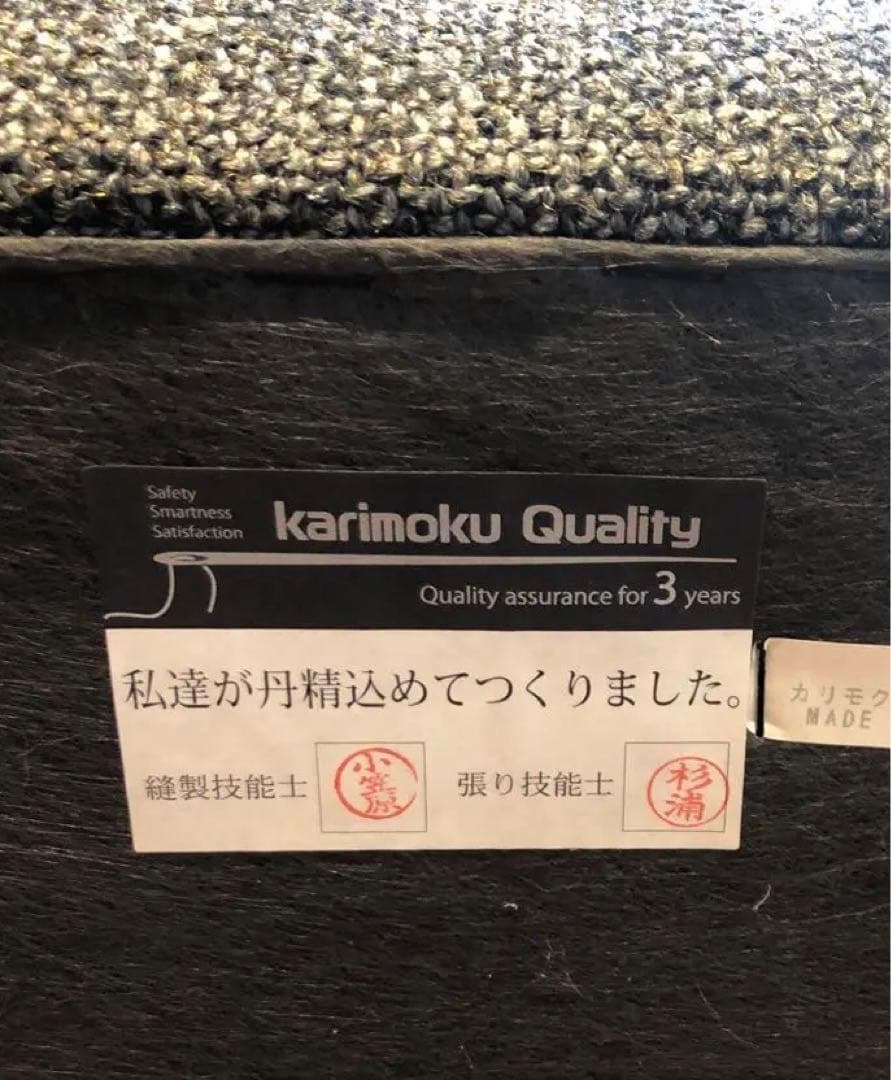 Safety
Smartness
Satisfaction
karimoku Quality
Quality assurance for 3 years
私達が丹精込めてつくりました。
縫製技能士 小笠原 張り技能士 杉浦
カリモク
MADE